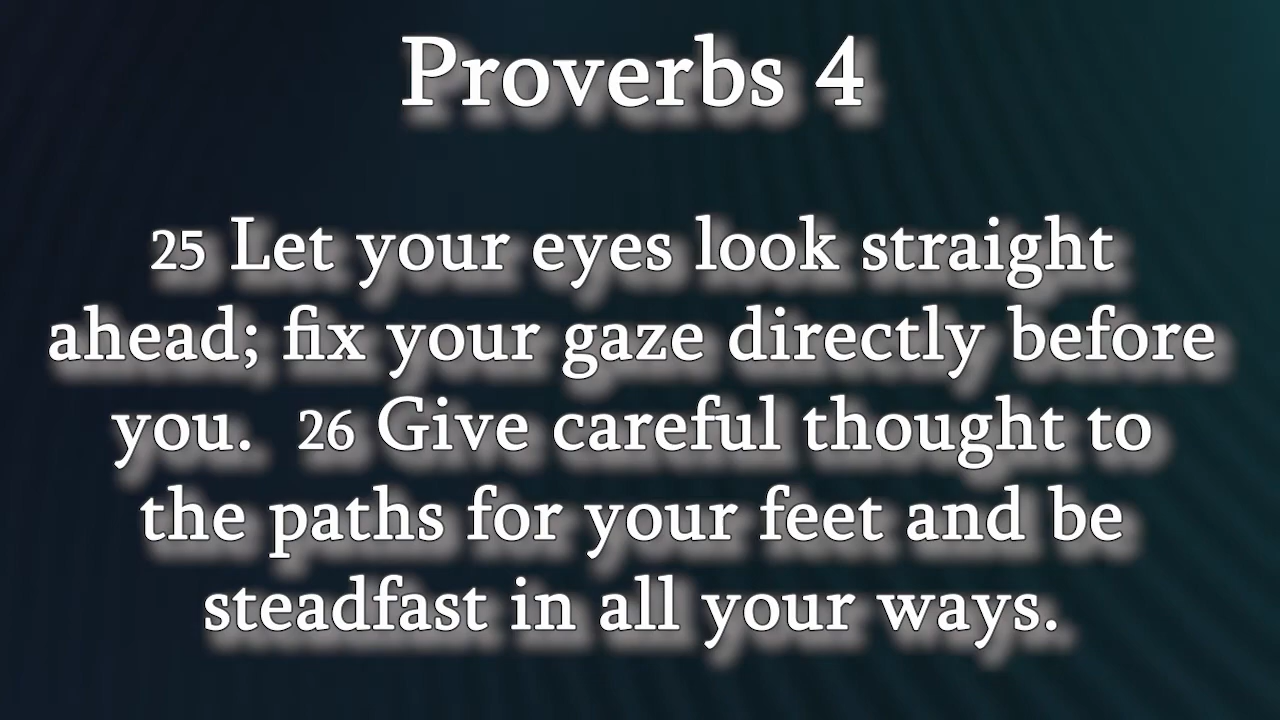 Proverbs 4
25 Let your eyes look straight
ahead; fix your gaze directly before
you.  26 Give careful thought to
the paths for your feet and be
steadfast in all your ways.